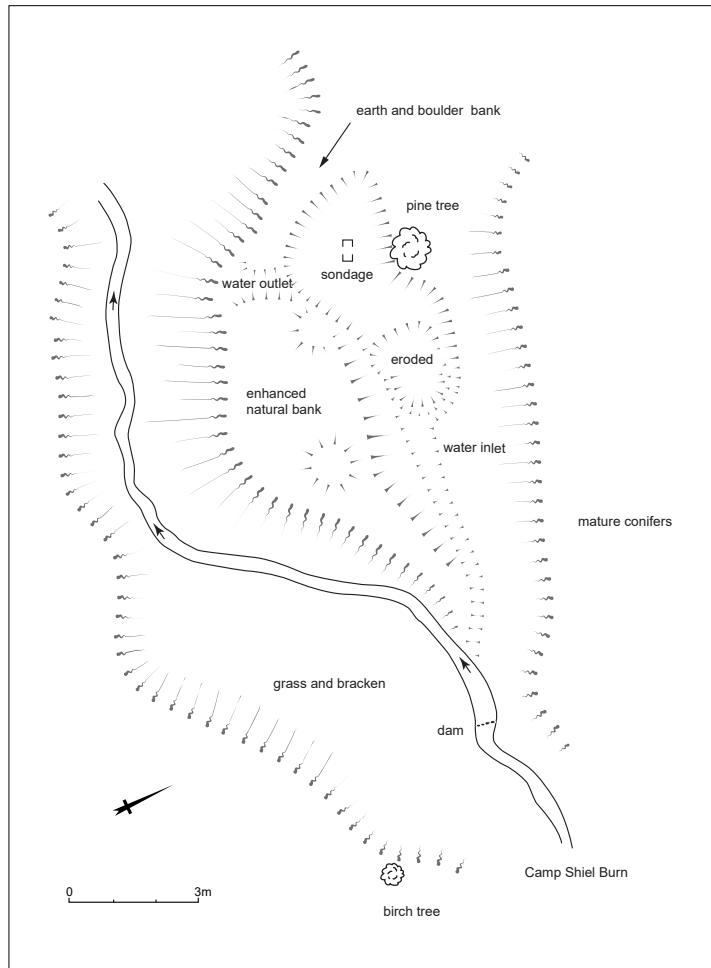 earth and boulder bank
pine tree
sondage
water outlet
eroded
enhanced
natural bank
water inlet
mature conifers
grass and bracken
dam
0 3m
Camp Shiel Burn
birch tree